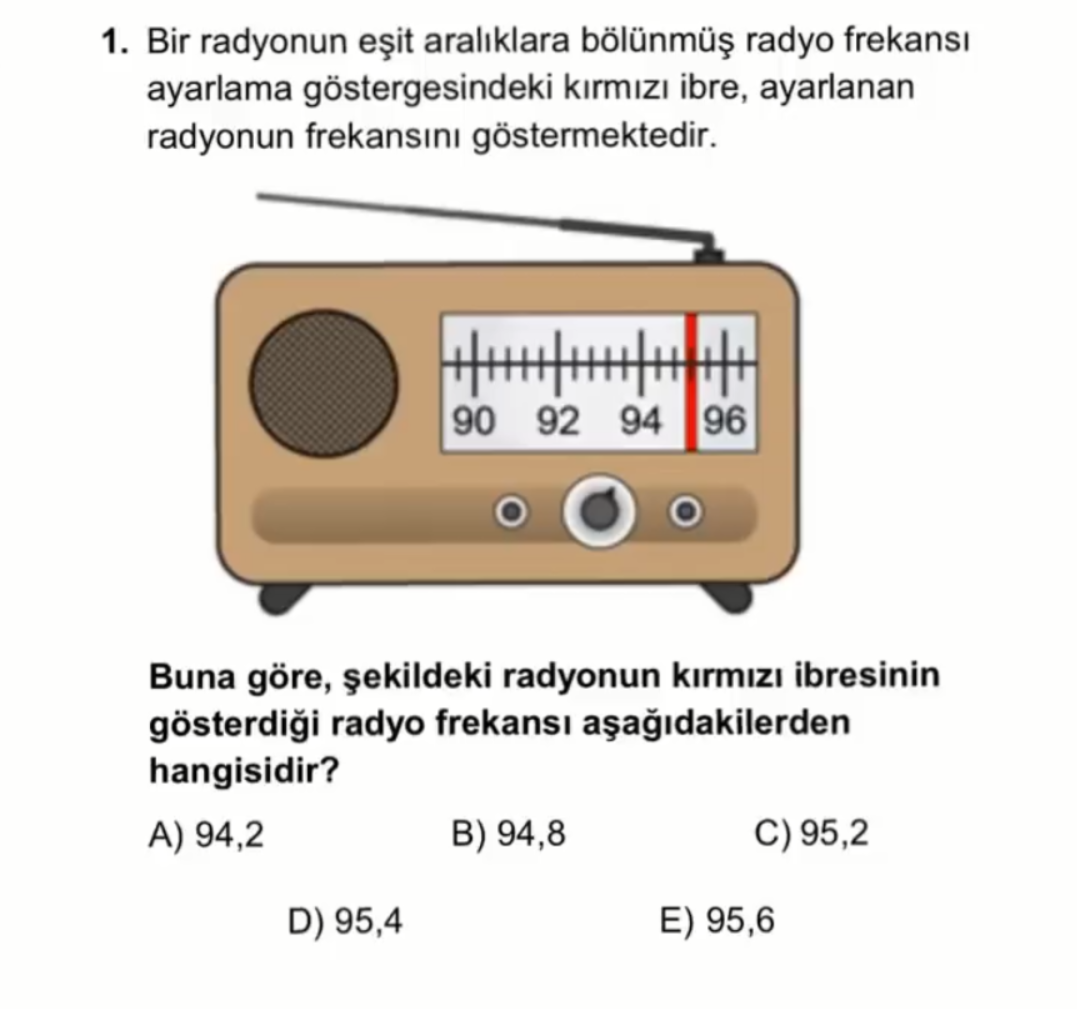 1. Bir radyonun eşit aralıklara bölünmüş radyo frekansı
ayarlama göstergesindeki kırmızı ibre, ayarlanan
radyonun frekansını göstermektedir.
90 92 94 96
Buna göre, şekildeki radyonun kırmızı ibresinin
gösterdiği radyo frekansı aşağıdakilerden
hangisidir?
A) 94,2 B) 94,8 C) 95,2
D) 95,4 E) 95,6